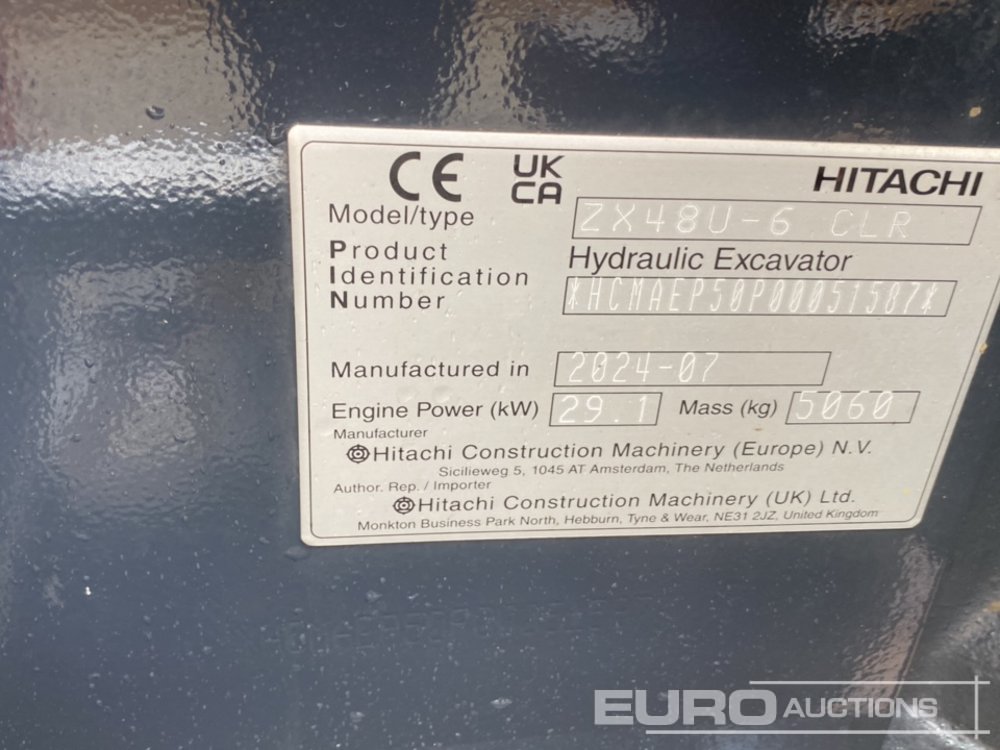 CE UK CA HITACHI
Model/type ZX48U-6 CLR
Product Hydraulic Excavator
Identification
Number *HCMAEP50P00051507*
Manufactured in 2024-07
Engine Power (kW) 29.1 Mass (kg) 5060
Manufacturer
Hitachi Construction Machinery (Europe) N.V.
Sicilieweg 5, 1045 AT Amsterdam, The Netherlands
Author. Rep. / Importer
Hitachi Construction Machinery (UK) Ltd.
Monkton Business Park North, Hebburn, Tyne & Wear, NE31 2JZ, United Kingdom
EURO AUCTIONS